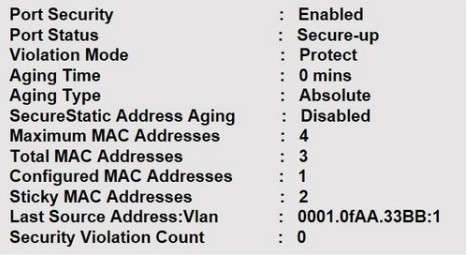 Port Security : Enabled
Port Status : Secure-up
Violation Mode : Protect
Aging Time : 0 mins
Aging Type : Absolute
SecureStatic Address Aging : Disabled
Maximum MAC Addresses : 4
Total MAC Addresses : 3
Configured MAC Addresses : 1
Sticky MAC Addresses : 2
Last Source Address:Vlan : 0001.0fAA.33BB:1
Security Violation Count : 0